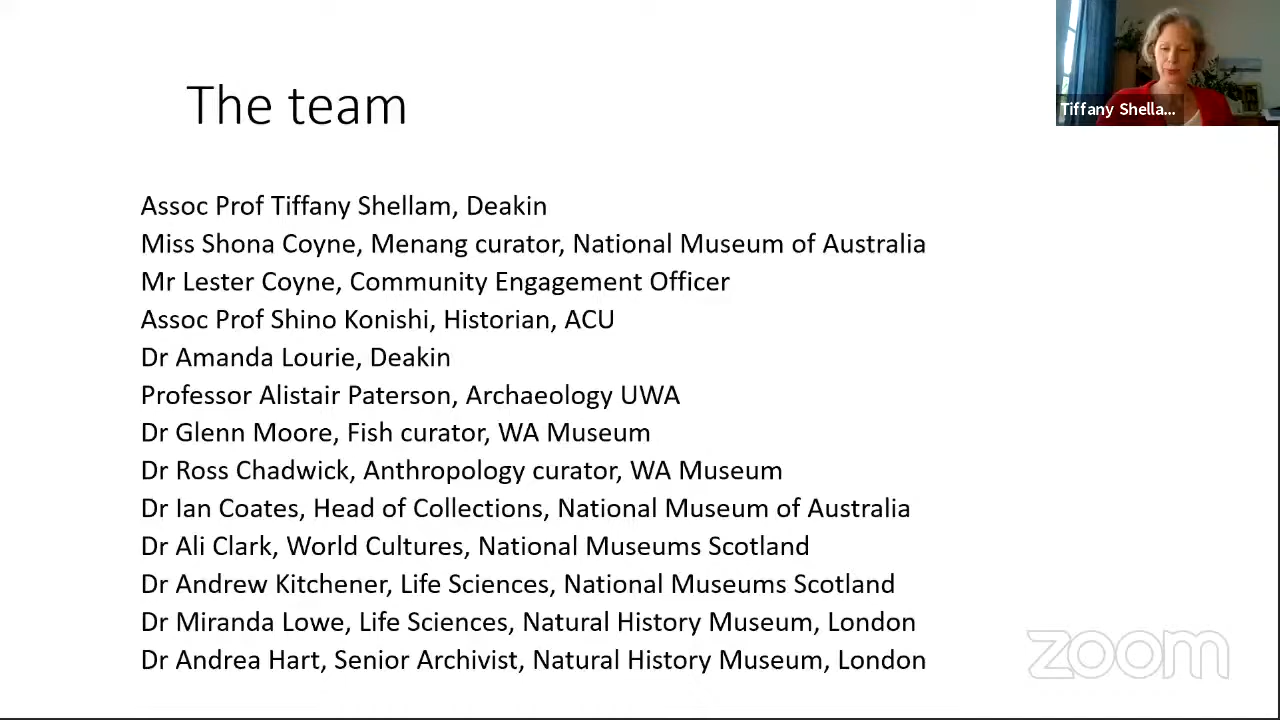 The team
Tiffany Shella...
Assoc Prof Tiffany Shellam, Deakin
Miss Shona Coyne, Menang curator, National Museum of Australia
Mr Lester Coyne, Community Engagement Officer
Assoc Prof Shino Konishi, Historian, ACU
Dr Amanda Lourie, Deakin
Professor Alistair Paterson, Archaeology UWA
Dr Glenn Moore, Fish curator, WA Museum
Dr Ross Chadwick, Anthropology curator, WA Museum
Dr Ian Coates, Head of Collections, National Museum of Australia
Dr Ali Clark, World Cultures, National Museums Scotland
Dr Andrew Kitchener, Life Sciences, National Museums Scotland
Dr Miranda Lowe, Life Sciences, Natural History Museum, London
Dr Andrea Hart, Senior Archivist, Natural History Museum, London
zoom